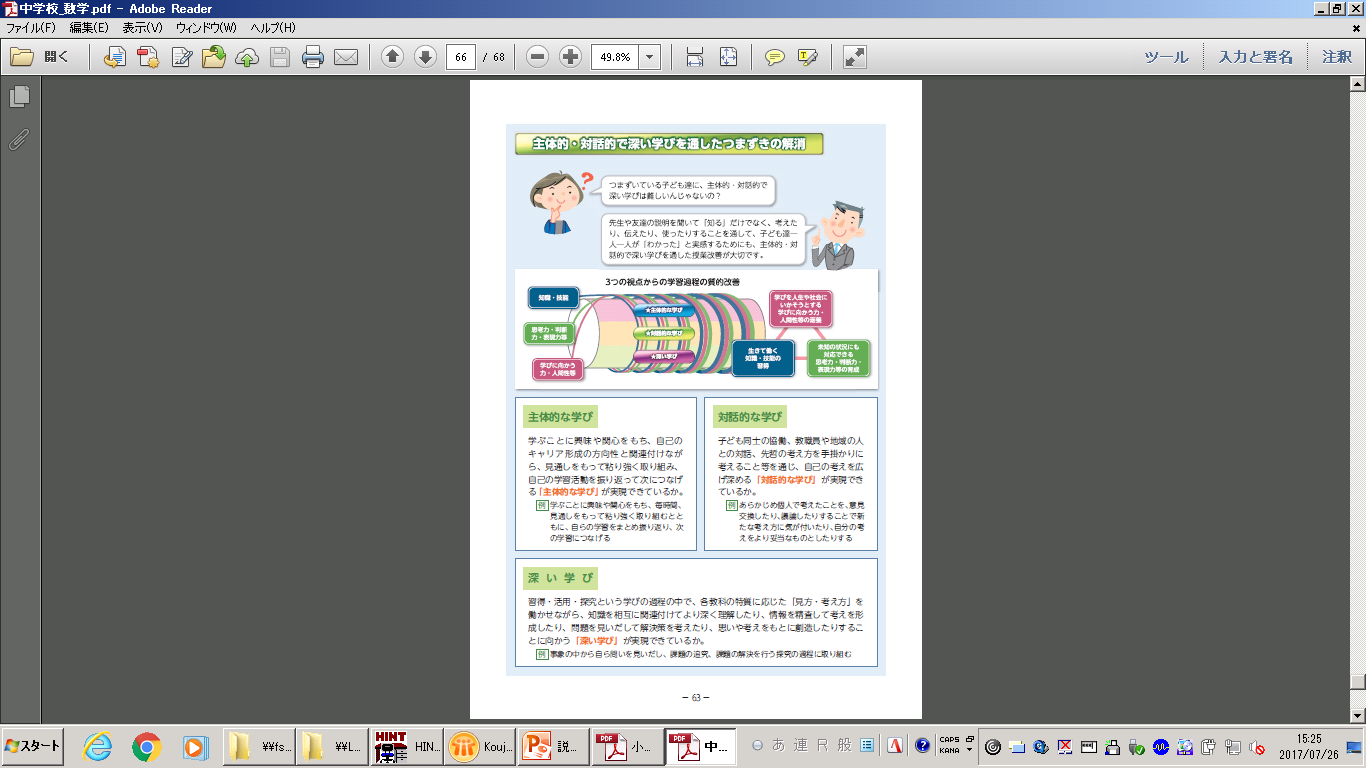 中学校_数学.pdf - Adobe Reader
ファイル(F) 編集(E) 表示(V) ウィンドウ(W) ヘルプ(H)
開く 66 / 68 49.8% ツール 入力と署名 注釈
主体的・対話的で深い学びを通したつまずきの解消
?
つまずいている子ども達に、主体的・対話的で
深い学びは難しいんじゃないの?
先生や友達の説明を聞いて「知る」だけでなく、考えた
り、伝えたり、使ったりすることを通して、子ども達一
人一人が「わかった」と実感するためにも、主体的・対
話的で深い学びを通した授業改善が大切です。
3つの視点からの学習過程の質的改善
知識・技能
思考力・判断
力・表現力等
学びに向かう
力・人間性等
★主体的な学び
★対話的な学び
★深い学び
学びを人生や社会に
いかそうとする
学びに向かう力・
人間性等の涵養
生きて働く
知識・技能の
習得
未知の状況にも
対応できる
思考力・判断力・
表現力等の育成
主体的な学び
学ぶことに興味や関心をもち、自己の
キャリア形成の方向性と関連付けなが
ら、見通しをもって粘り強く取り組み、
自己の学習活動を振り返って次につなげ
る「主体的な学び」が実現できているか。
例 学ぶことに興味や関心をもち、毎時間、
見通しをもって粘り強く取り組むとと
もに、自らの学習をまとめ振り返り、次
の学習につなげる
対話的な学び
子ども同士の協働、教職員や地域の人
との対話、先哲の考え方を手掛かりに
考えること等を通じ、自己の考えを広
げ深める「対話的な学び」が実現でき
ているか。
例 あらかじめ個人で考えたことを、意見
交換したり、議論したりすることで新
たな考え方に気が付いたり、自分の考
えをより妥当なものとしたりする
深い学び
習得・活用・探究という学びの過程の中で、各教科の特質に応じた「見方・考え方」を
働かせながら、知識を相互に関連付けてより深く理解したり、情報を精査して考えを形
成したり、問題を見いだして解決策を考えたり、思いや考えをもとに創造したりするこ
とに向かう「深い学び」が実現できているか。
例 事象の中から自ら問いを見いだし、課題の追究、課題の解決を行う探究の過程に取り組む
― 63 ―
スタート \\fs... \\L... HINT HIN... Kouj... 説... 小... 中... あ 連 R 般 CAPS KANA 15:25
2017/07/26